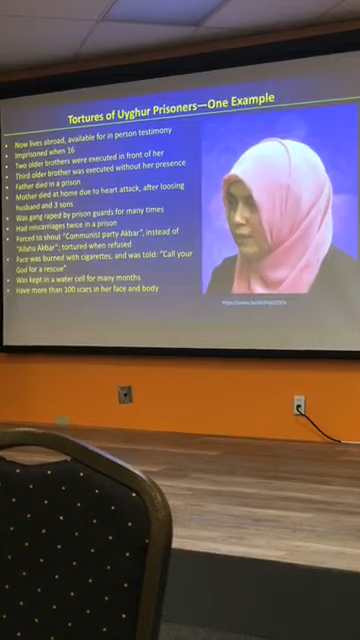 Tortures of Uyghur Prisoners—One Example
• Now lives abroad, available for in person testimony
• Imprisoned when 16
• Two older brothers were executed in front of her
• Third older brother was executed without her presence
• Father died in a prison
• Mother died at home due to heart attack, after loosing
husband and 3 sons
• Was gang raped by prison guards for many times
• Had miscarriages twice in a prison
• Forced to shout "Communist party Akbar", instead of
"Allahu Akbar"; tortured when refused
• Face was burned with cigarettes, and was told: "Call your
God for a rescue"
• Was kept in a water cell for many months
• Have more than 100 scars in her face and body